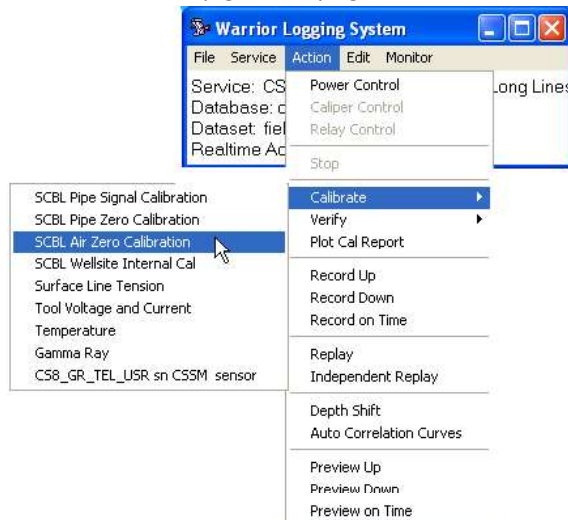 Warrior Logging System
File Service Action Edit Monitor
Service: CS
Long Lines
Database:
Dataset: fiel
Realtime Ac
Power Control
Caliper Control
Relay Control
Stop
Calibrate
Verify
Plot Cal Report
Record Up
Record Down
Record on Time
Replay
Independent Replay
Depth Shift
Auto Correlation Curves
Preview Up
Preview Down
Preview on Time
SCBL Pipe Signal Calibration
SCBL Pipe Zero Calibration
SCBL Air Zero Calibration
SCBL Wellsite Internal Cal
Surface Line Tension
Tool Voltage and Current
Temperature
Gamma Ray
CS8_GR_TEL_USR sn CSSM sensor